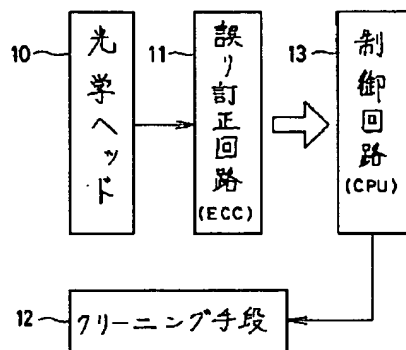 10
光学ヘッド
11
誤り訂正回路
(ECC)
13
制御回路
(CPU)
12
クリーニング手段